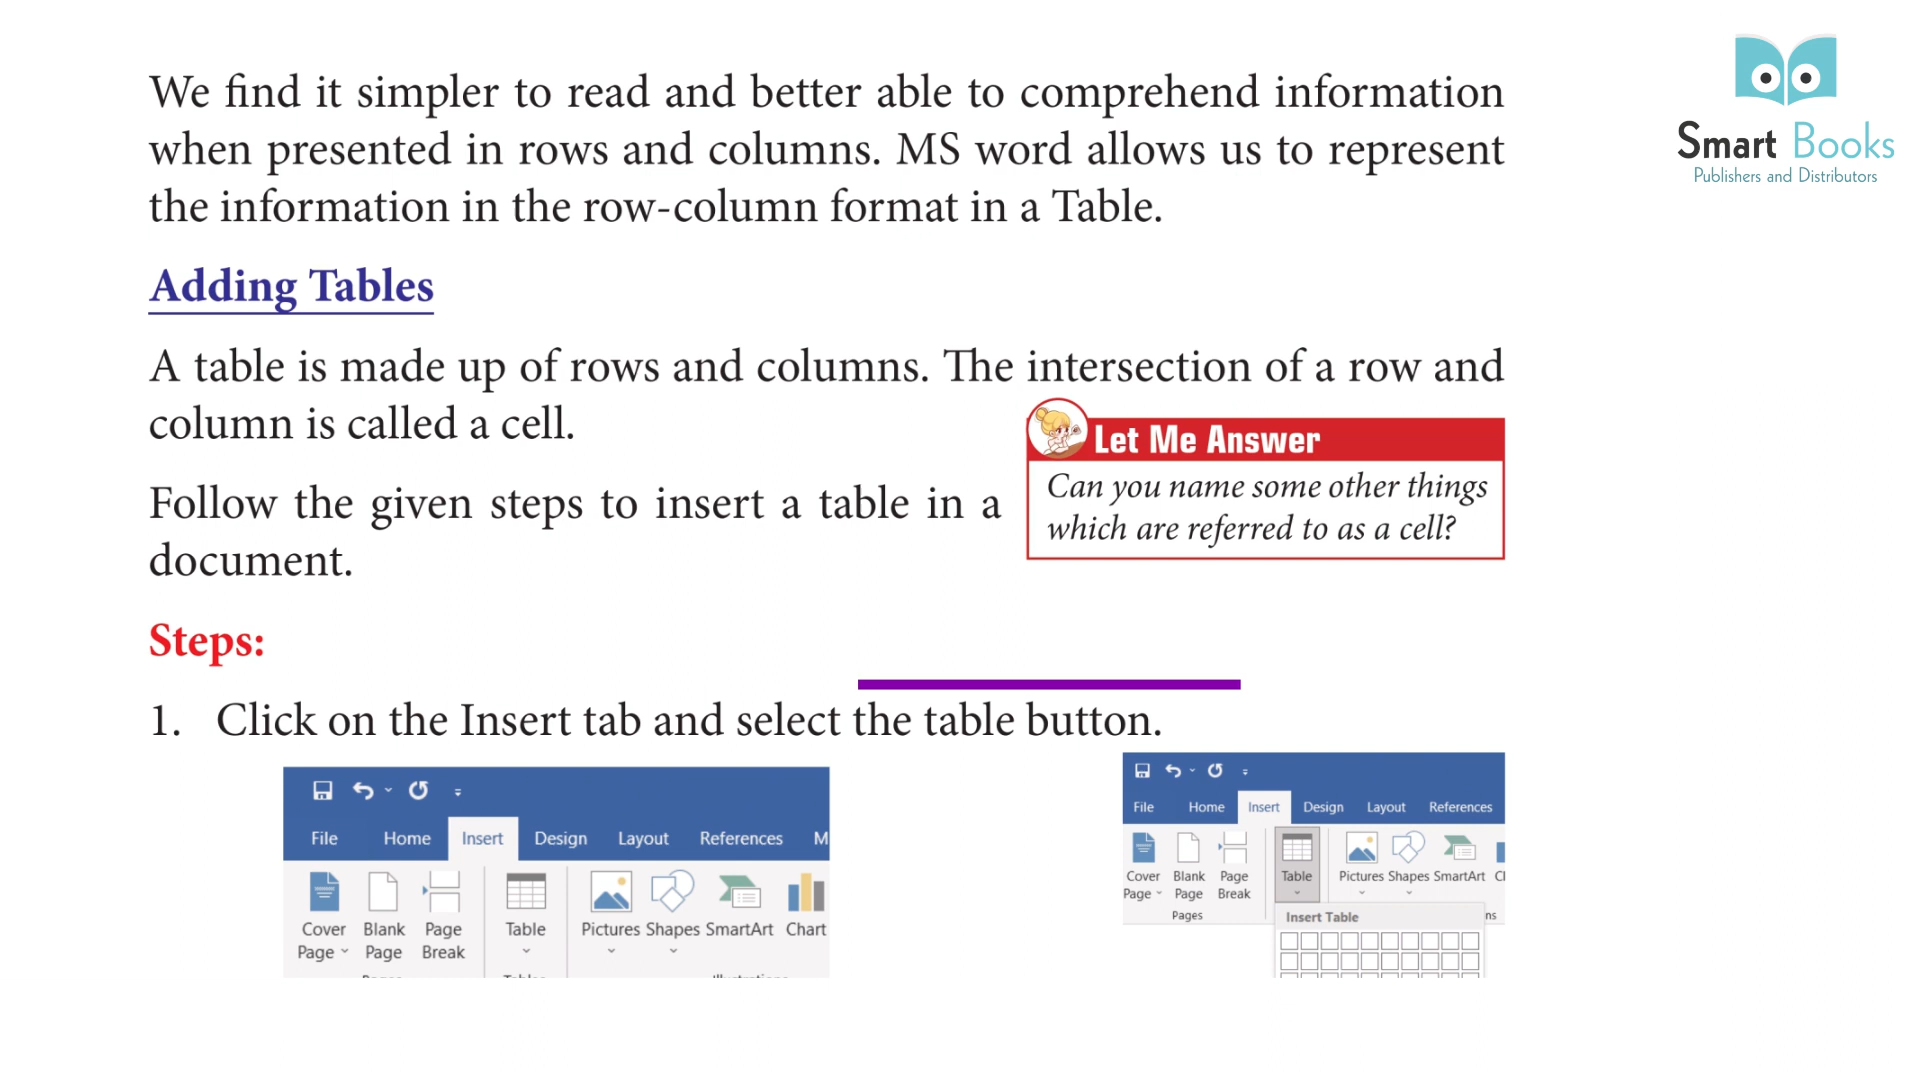 We find it simpler to read and better able to comprehend information
when presented in rows and columns. MS word allows us to represent
the information in the row-column format in a Table.
Smart Books
Publishers and Distributors
Adding Tables
A table is made up of rows and columns. The intersection of a row and
column is called a cell.
Let Me Answer
Can you name some other things
which are referred to as a cell?
Follow the given steps to insert a table in a
document.
Steps:
1. Click on the Insert tab and select the table button.
File Home Insert Design Layout References M
Cover Blank Page Table Pictures Shapes SmartArt Chart
Page Page Break
File Home Insert Design Layout References
Cover Blank Page Table Pictures Shapes SmartArt
Page Page Break
Pages ns
Insert Table